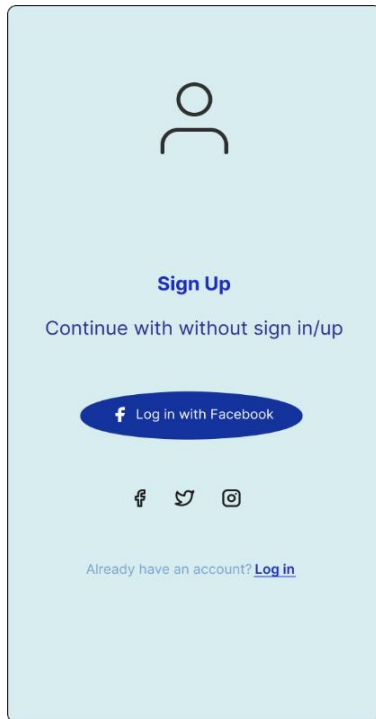 Sign Up
Continue with without sign in/up
Log in with Facebook
Already have an account? Log in